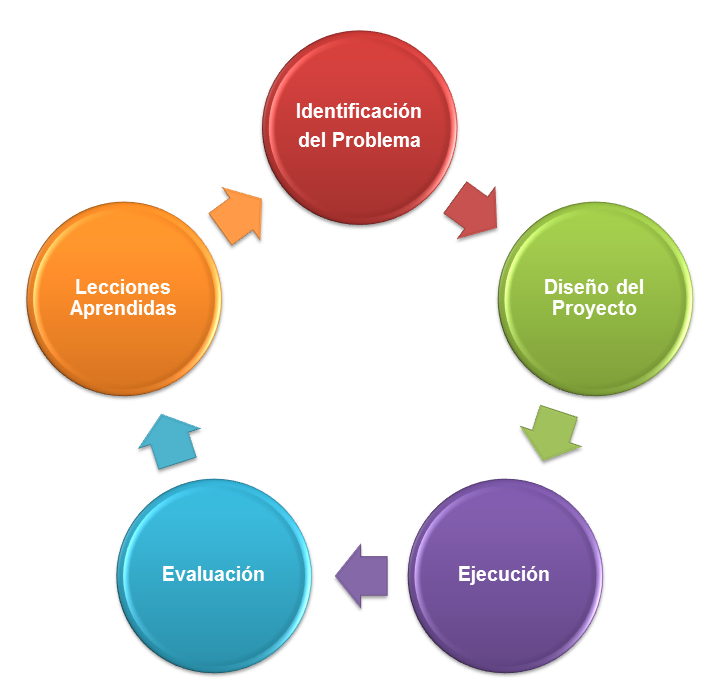 Identificación
del Problema
Diseño del
Proyecto
Ejecución
Evaluación
Lecciones
Aprendidas